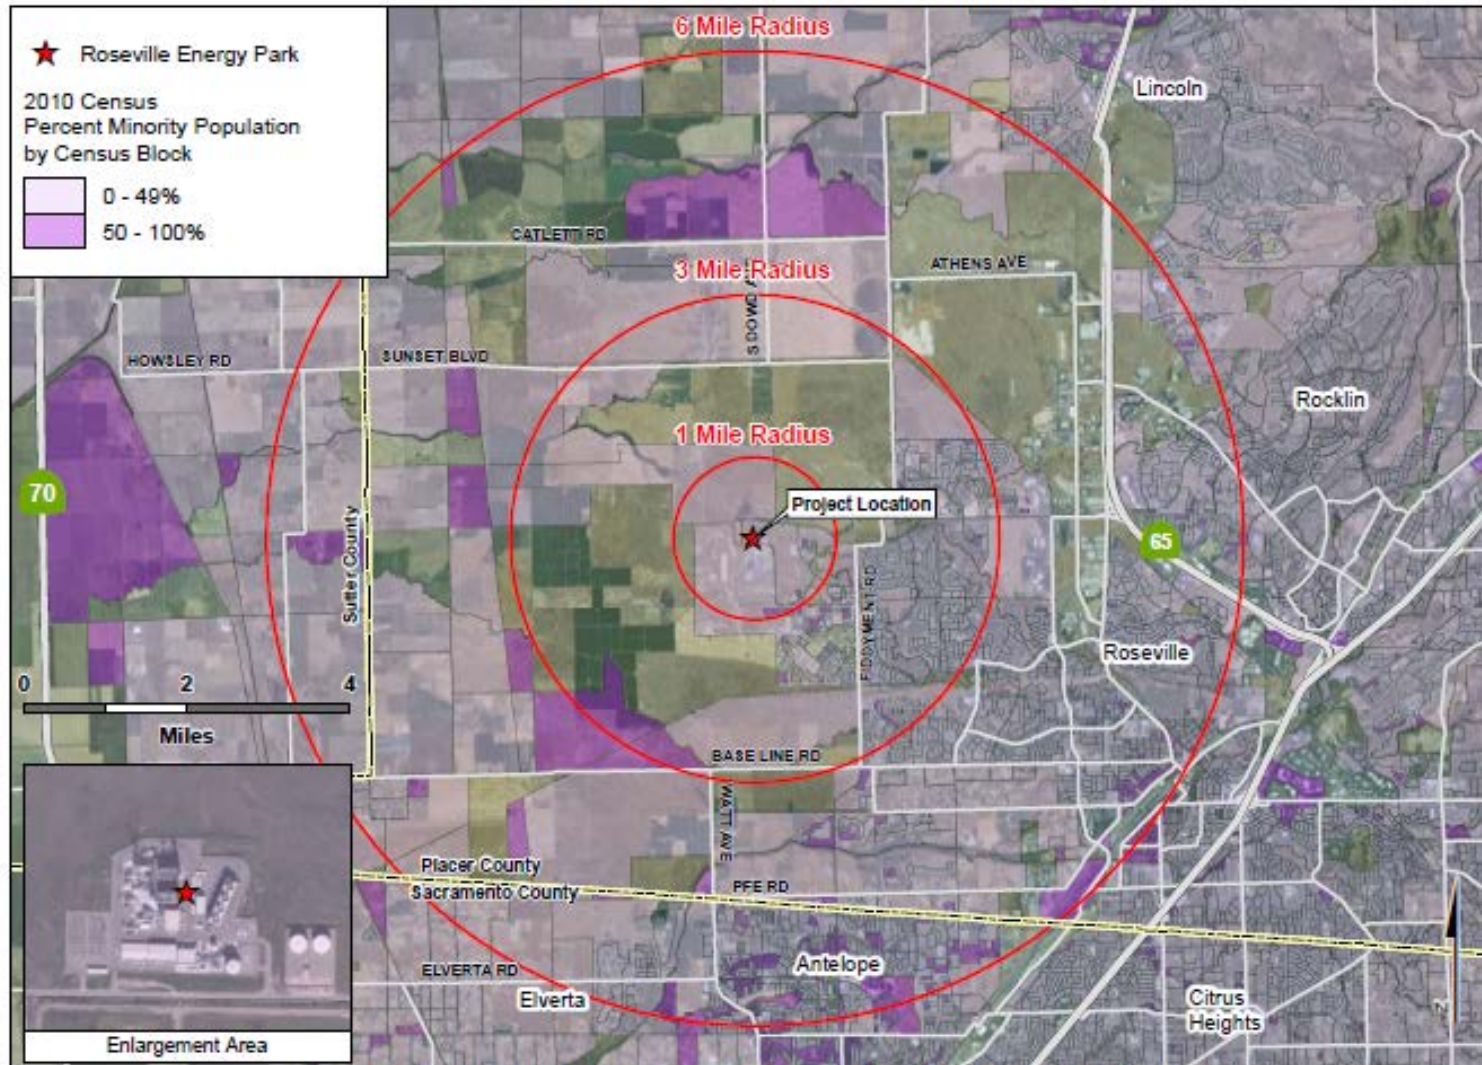 6 Mile Radius
Roseville Energy Park
Lincoln
2010 Census
Percent Minority Population
by Census Block
0 - 49%
50 - 100%
CATLETT RD
ATHENS AVE
3 Mile Radius
S DOWD AV
HOWSLEY RD
SUNSET BLVD
Rocklin
1 Mile Radius
70
Project Location
65
Sutter County
FIDDYMENT RD
Roseville
0 2 4
Miles
BASE LINE RD
WATT AVE
Placer County
Sacramento County
PFE RD
Antelope
ELVERTA RD
Elverta
Citrus
Heights
N
Enlargement Area